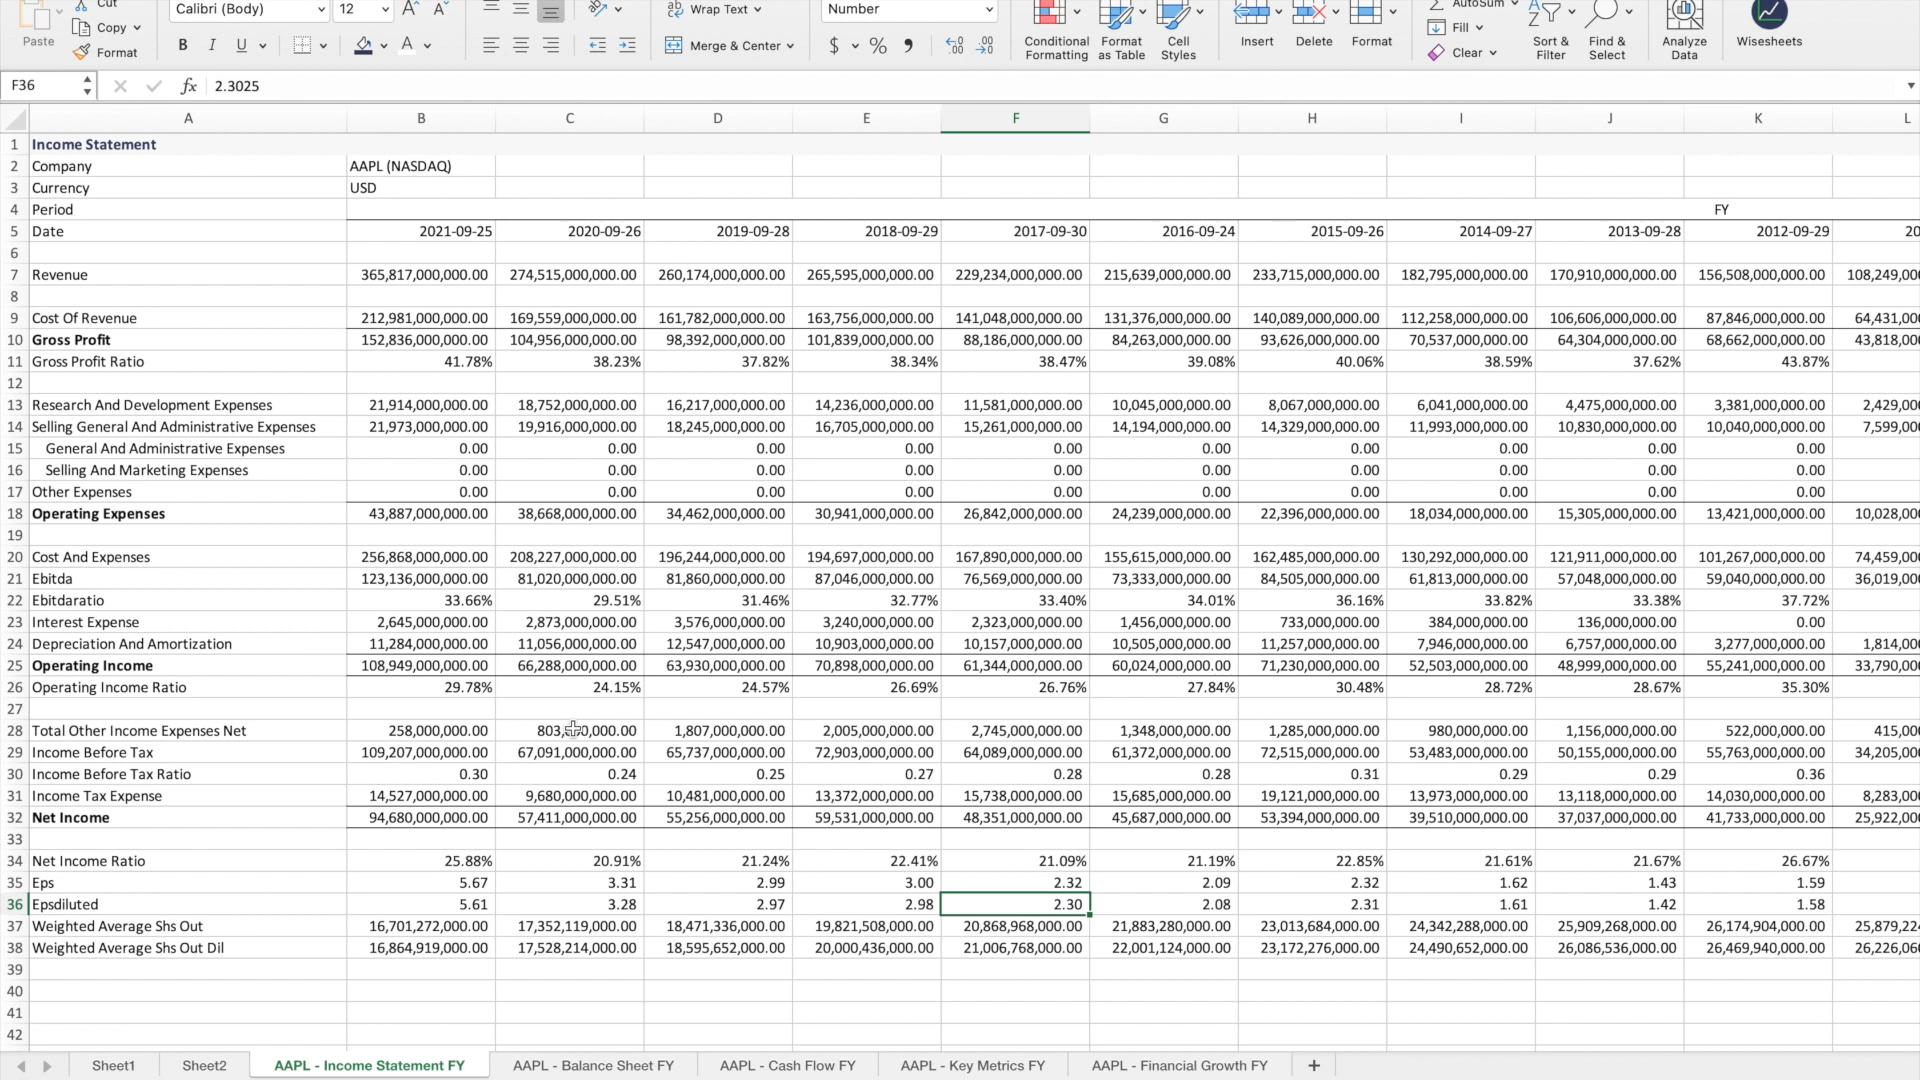 Cut
Calibri (Body) 12 A A Wrap Text Number AutoSum
Paste Copy Fill
Format B I U A Merge & Center $ % Conditional Formatting Format as Table Cell Styles Insert Delete Format Clear Sort & Filter Find & Select Analyze Data Wisesheets
F36 fx 2.3025
A B C D E F G H I J K L
1 Income Statement
2 Company AAPL (NASDAQ)
3 Currency USD
4 Period FY
5 Date 2021-09-25 2020-09-26 2019-09-28 2018-09-29 2017-09-30 2016-09-24 2015-09-26 2014-09-27 2013-09-28 2012-09-29 20
6
7 Revenue 365,817,000,000.00 274,515,000,000.00 260,174,000,000.00 265,595,000,000.00 229,234,000,000.00 215,639,000,000.00 233,715,000,000.00 182,795,000,000.00 170,910,000,000.00 156,508,000,000.00 108,249,000
8
9 Cost Of Revenue 212,981,000,000.00 169,559,000,000.00 161,782,000,000.00 163,756,000,000.00 141,048,000,000.00 131,376,000,000.00 140,089,000,000.00 112,258,000,000.00 106,606,000,000.00 87,846,000,000.00 64,431,000
10 Gross Profit 152,836,000,000.00 104,956,000,000.00 98,392,000,000.00 101,839,000,000.00 88,186,000,000.00 84,263,000,000.00 93,626,000,000.00 70,537,000,000.00 64,304,000,000.00 68,662,000,000.00 43,818,000
11 Gross Profit Ratio 41.78% 38.23% 37.82% 38.34% 38.47% 39.08% 40.06% 38.59% 37.62% 43.87%
12
13 Research And Development Expenses 21,914,000,000.00 18,752,000,000.00 16,217,000,000.00 14,236,000,000.00 11,581,000,000.00 10,045,000,000.00 8,067,000,000.00 6,041,000,000.00 4,475,000,000.00 3,381,000,000.00 2,429,000
14 Selling General And Administrative Expenses 21,973,000,000.00 19,916,000,000.00 18,245,000,000.00 16,705,000,000.00 15,261,000,000.00 14,194,000,000.00 14,329,000,000.00 11,993,000,000.00 10,830,000,000.00 10,040,000,000.00 7,599,000
15 General And Administrative Expenses 0.00 0.00 0.00 0.00 0.00 0.00 0.00 0.00 0.00 0.00
16 Selling And Marketing Expenses 0.00 0.00 0.00 0.00 0.00 0.00 0.00 0.00 0.00 0.00
17 Other Expenses 0.00 0.00 0.00 0.00 0.00 0.00 0.00 0.00 0.00 0.00
18 Operating Expenses 43,887,000,000.00 38,668,000,000.00 34,462,000,000.00 30,941,000,000.00 26,842,000,000.00 24,239,000,000.00 22,396,000,000.00 18,034,000,000.00 15,305,000,000.00 13,421,000,000.00 10,028,000
19
20 Cost And Expenses 256,868,000,000.00 208,227,000,000.00 196,244,000,000.00 194,697,000,000.00 167,890,000,000.00 155,615,000,000.00 162,485,000,000.00 130,292,000,000.00 121,911,000,000.00 101,267,000,000.00 74,459,000
21 Ebitda 123,136,000,000.00 81,020,000,000.00 81,860,000,000.00 87,046,000,000.00 76,569,000,000.00 73,333,000,000.00 84,505,000,000.00 61,813,000,000.00 57,048,000,000.00 59,040,000,000.00 36,019,000
22 Ebitdaratio 33.66% 29.51% 31.46% 32.77% 33.40% 34.01% 36.16% 33.82% 33.38% 37.72%
23 Interest Expense 2,645,000,000.00 2,873,000,000.00 3,576,000,000.00 3,240,000,000.00 2,323,000,000.00 1,456,000,000.00 733,000,000.00 384,000,000.00 136,000,000.00 0.00
24 Depreciation And Amortization 11,284,000,000.00 11,056,000,000.00 12,547,000,000.00 10,903,000,000.00 10,157,000,000.00 10,505,000,000.00 11,257,000,000.00 7,946,000,000.00 6,757,000,000.00 3,277,000,000.00 1,814,000
25 Operating Income 108,949,000,000.00 66,288,000,000.00 63,930,000,000.00 70,898,000,000.00 61,344,000,000.00 60,024,000,000.00 71,230,000,000.00 52,503,000,000.00 48,999,000,000.00 55,241,000,000.00 33,790,000
26 Operating Income Ratio 29.78% 24.15% 24.57% 26.69% 26.76% 27.84% 30.48% 28.72% 28.67% 35.30%
27
28 Total Other Income Expenses Net 258,000,000.00 803, 0,000.00 1,807,000,000.00 2,005,000,000.00 2,745,000,000.00 1,348,000,000.00 1,285,000,000.00 980,000,000.00 1,156,000,000.00 522,000,000.00 415,000
29 Income Before Tax 109,207,000,000.00 67,091,000,000.00 65,737,000,000.00 72,903,000,000.00 64,089,000,000.00 61,372,000,000.00 72,515,000,000.00 53,483,000,000.00 50,155,000,000.00 55,763,000,000.00 34,205,000
30 Income Before Tax Ratio 0.30 0.24 0.25 0.27 0.28 0.28 0.31 0.29 0.29 0.36
31 Income Tax Expense 14,527,000,000.00 9,680,000,000.00 10,481,000,000.00 13,372,000,000.00 15,738,000,000.00 15,685,000,000.00 19,121,000,000.00 13,973,000,000.00 13,118,000,000.00 14,030,000,000.00 8,283,000
32 Net Income 94,680,000,000.00 57,411,000,000.00 55,256,000,000.00 59,531,000,000.00 48,351,000,000.00 45,687,000,000.00 53,394,000,000.00 39,510,000,000.00 37,037,000,000.00 41,733,000,000.00 25,922,000
33
34 Net Income Ratio 25.88% 20.91% 21.24% 22.41% 21.09% 21.19% 22.85% 21.61% 21.67% 26.67%
35 Eps 5.67 3.31 2.99 3.00 2.32 2.09 2.32 1.62 1.43 1.59
36 Epsdiluted 5.61 3.28 2.97 2.98 2.30 2.08 2.31 1.61 1.42 1.58
37 Weighted Average Shs Out 16,701,272,000.00 17,352,119,000.00 18,471,336,000.00 19,821,508,000.00 20,868,968,000.00 21,883,280,000.00 23,013,684,000.00 24,342,288,000.00 25,909,268,000.00 26,174,904,000.00 25,879,224
38 Weighted Average Shs Out Dil 16,864,919,000.00 17,528,214,000.00 18,595,652,000.00 20,000,436,000.00 21,006,768,000.00 22,001,124,000.00 23,172,276,000.00 24,490,652,000.00 26,086,536,000.00 26,469,940,000.00 26,226,060
39
40
41
42
Sheet1 Sheet2 AAPL - Income Statement FY AAPL - Balance Sheet FY AAPL - Cash Flow FY AAPL - Key Metrics FY AAPL - Financial Growth FY +